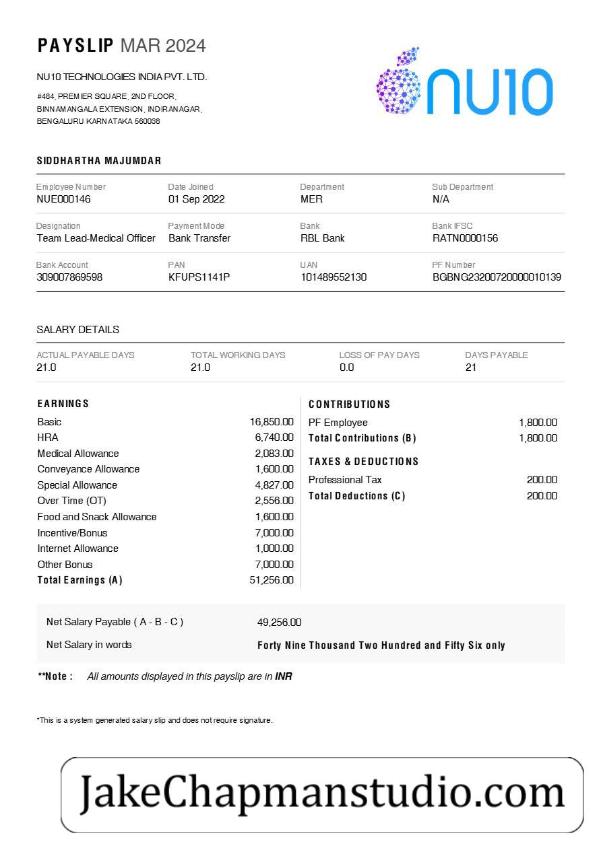 PAYSLIP MAR 2024
nu10
NU10 TECHNOLOGIES INDIA PVT. LTD.
#464, PREMIER SQUARE, 2ND FLOOR,
BINNAMANGALA EXTENSION, INDIRANAGAR,
BENGALURU KARNATAKA 560038
SIDDHARTHA MAJUMDAR
Employee Number Date Joined Department Sub Department
NUE000146 01 Sep 2022 MER N/A
Designation Payment Mode Bank Bank IFSC
Team Lead-Medical Officer Bank Transfer RBL Bank RATN0000156
Bank Account PAN UAN PF Number
309007869598 KFUPS1141P 101489552130 BGBNG23200720000010139
SALARY DETAILS
ACTUAL PAYABLE DAYS TOTAL WORKING DAYS LOSS OF PAY DAYS DAYS PAYABLE
21.0 21.0 0.0 21
EARNINGS
Basic 16,850.00
HRA 6,740.00
Medical Allowance 2,083.00
Conveyance Allowance 1,600.00
Special Allowance 4,827.00
Over Time (OT) 2,556.00
Food and Snack Allowance 1,600.00
Incentive/Bonus 7,000.00
Internet Allowance 1,000.00
Other Bonus 7,000.00
Total Earnings (A) 51,256.00
CONTRIBUTIONS
PF Employee 1,800.00
Total Contributions (B) 1,800.00
TAXES & DEDUCTIONS
Professional Tax 200.00
Total Deductions (C) 200.00
Net Salary Payable ( A - B - C ) 49,256.00
Net Salary in words Forty Nine Thousand Two Hundred and Fifty Six only
**Note : All amounts displayed in this payslip are in INR
*This is a system generated salary slip and does not require signature.
JakeChapmanstudio.com